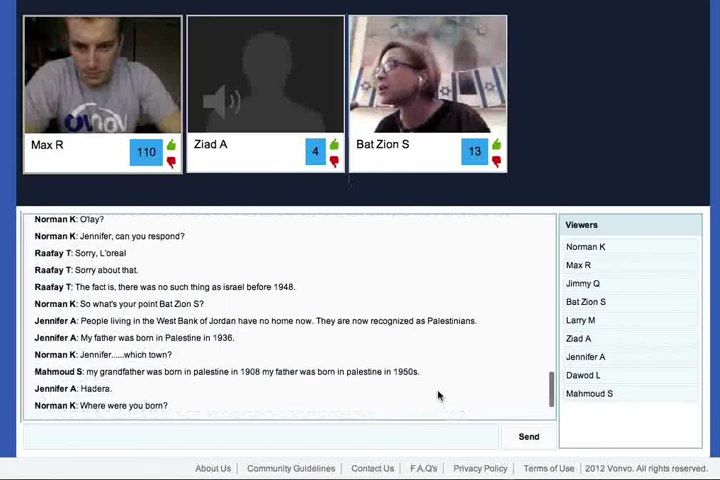 Max R
110
Ziad A
4
Bat Zion S
13
Norman K: O'lay?
Norman K: Jennifer, can you respond?
Raafay T: Sorry, L'oreal
Raafay T: Sorry about that.
Raafay T: The fact is, there was no such thing as israel before 1948.
Norman K: So what's your point Bat Zion S?
Jennifer A: People living in the West Bank of Jordan have no home now. They are now recognized as Palestinians.
Jennifer A: My father was born in Palestine in 1936.
Norman K: Jennifer......which town?
Mahmoud S: my grandfather was born in palestine in 1908 my father was born in palestine in 1950s.
Jennifer A: Hadera.
Norman K: Where were you born?
Send
Viewers
Norman K
Max R
Jimmy Q
Bat Zion S
Larry M
Ziad A
Jennifer A
Dawod L
Mahmoud S
About Us | Community Guidelines | Contact Us | F.A.Q's | Privacy Policy | Terms of Use | 2012 Vonvo. All rights reserved.